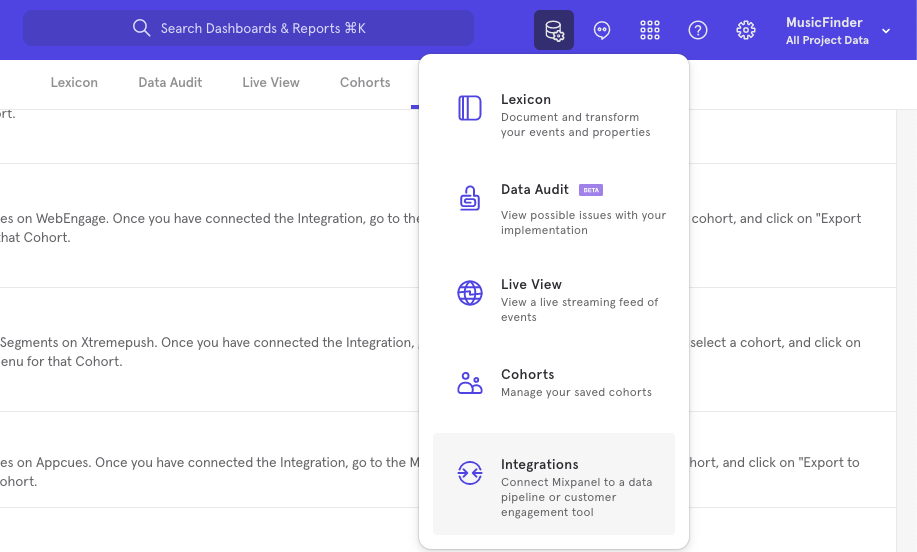 Search Dashboards & Reports ⌘K
MusicFinder
All Project Data
Lexicon
Data Audit
Live View
Cohorts
rt.
es on WebEngage. Once you have connected the Integration, go to the
cohort, and click on "Export
hat Cohort.
Segments on Xtremepush. Once you have connected the Integration,
select a cohort, and click on
enu for that Cohort.
es on Appcues. Once you have connected the Integration, go to the M
hort, and click on "Export to
ohort.
Lexicon
Document and transform
your events and properties
Data Audit BETA
View possible issues with your
implementation
Live View
View a live streaming feed of
events
Cohorts
Manage your saved cohorts
Integrations
Connect Mixpanel to a data
pipeline or customer
engagement tool